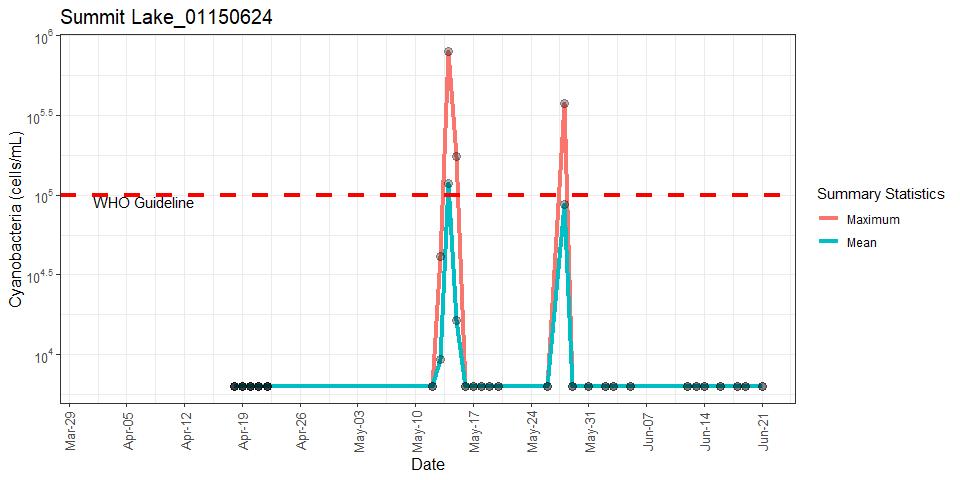 Summit Lake_01150624
10^6
10^5.5
10^5
10^4.5
10^4
Cyanobacteria (cells/mL)
WHO Guideline
Summary Statistics
Maximum
Mean
Mar-29
Apr-05
Apr-12
Apr-19
Apr-26
May-03
May-10
May-17
May-24
May-31
Jun-07
Jun-14
Jun-21
Date